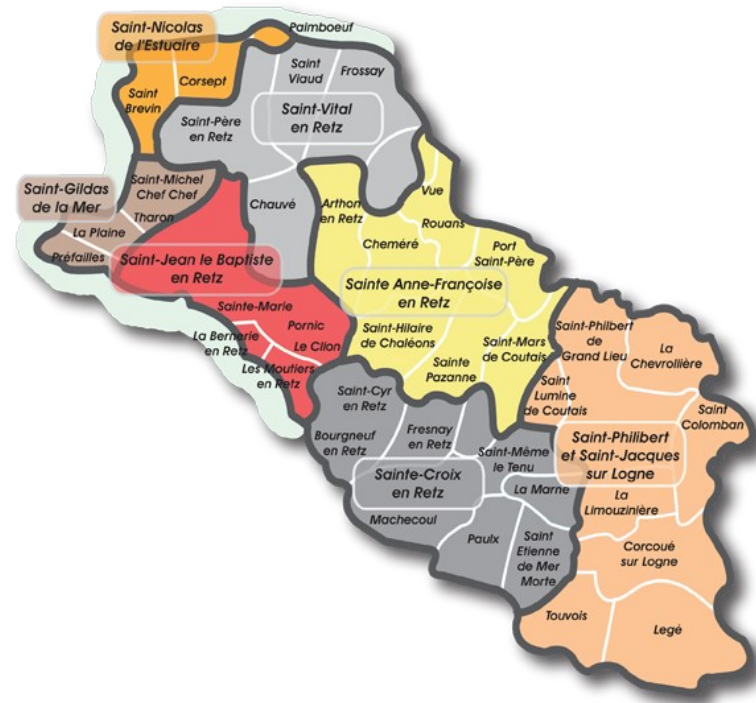 Saint-Nicolas
de l'Estuaire
Paimboeuf
Corsept
Saint
Brevin
Saint
Viaud
Frossay
Saint-Vital
en Retz
Saint-Père
en Retz
Chauvé
Saint-Gildas
de la Mer
Saint-Michel
Chef Chef
Tharon
La Plaine
Préfailles
Saint-Jean le Baptiste
en Retz
Sainte-Marie
Pornic
Le Clion
La Bernerie
en Retz
Les Moutiers
en Retz
Vue
Arthon
en Retz
Rouans
Cheméré
Port
Saint-Père
Sainte Anne-Françoise
en Retz
Saint-Hilaire
de Chaléons
Saint-Mars
de Coutais
Sainte
Pazanne
Saint-Philbert
de
Grand Lieu
La
Chevrollière
Saint
Lumine
de Coutais
Saint
Colomban
Saint-Philibert
et Saint-Jacques
sur Logne
La
Limouzinière
Corcoué
sur Logne
Touvois
Legé
Saint-Cyr
en Retz
Bourgneuf
en Retz
Fresnay
en Retz
Saint-Même
le Tenu
Sainte-Croix
en Retz
La Marne
Machecoul
Paulx
Saint
Etienne
de Mer
Morte